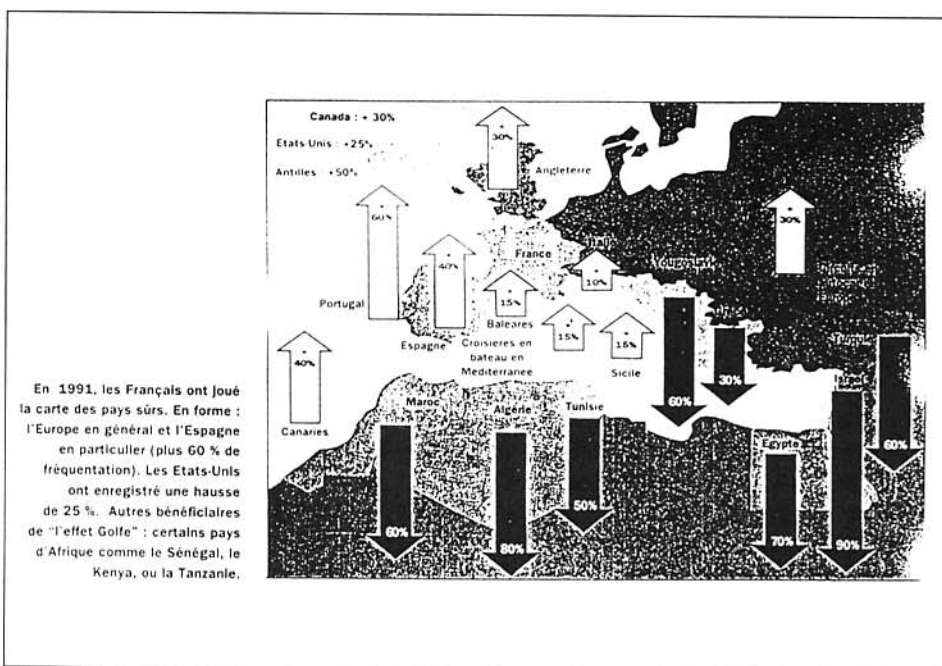 Canada : + 30%
Etats-Unis : +25%
Antilles : +50%
+
30%
Angleterre
+
60%
Portugal
+
40%
Espagne
France
Italie
+
10%
Yougoslavie
+
30%
+
15%
Baleares
Croisières en
bateau en
Mediterranée
+
15%
+
15%
Sicile
+
40%
Canaries
Maroc
60%
Algérie
80%
Tunisie
50%
60%
30%
Egypte
70%
Israel
90%
60%
En 1991, les Français ont joué
la carte des pays sûrs. En forme :
l'Europe en général et l'Espagne
en particulier (plus 60 % de
fréquentation). Les Etats-Unis
ont enregistré une hausse
de 25 %. Autres bénéficiaires
de "l'effet Golfe" : certains pays
d'Afrique comme le Sénégal, le
Kenya, ou la Tanzanie.